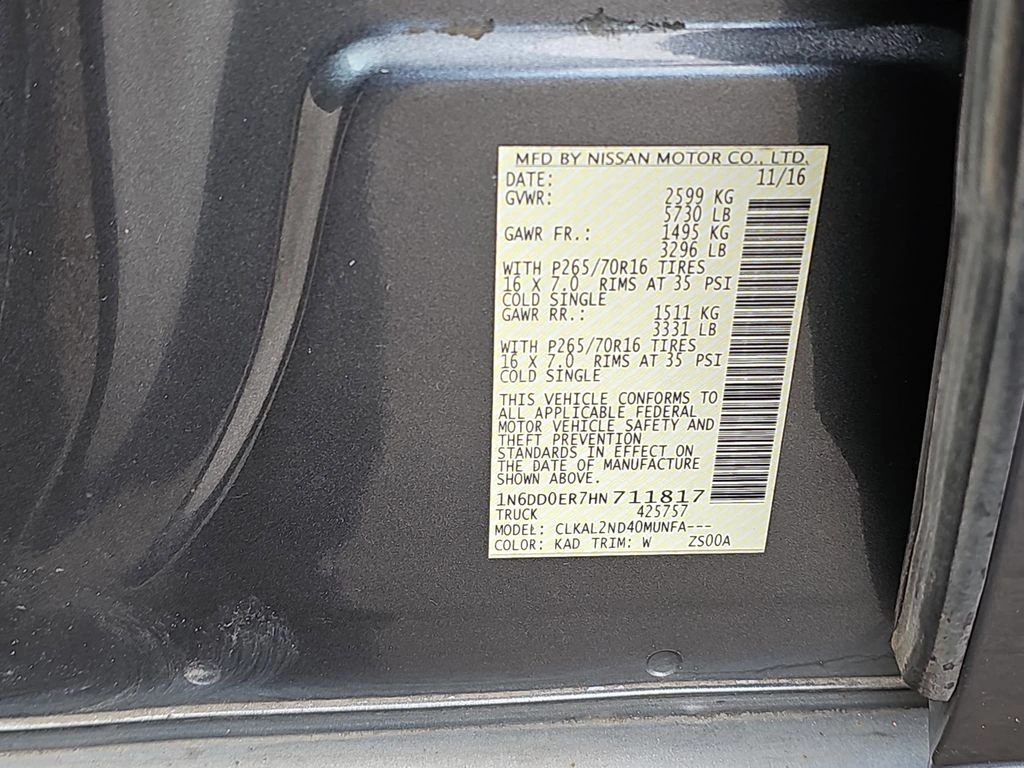 MFD BY NISSAN MOTOR CO., LTD.
DATE: 11/16
GVWR: 2599 KG
5730 LB
GAWR FR.: 1495 KG
3296 LB
WITH P265/70R16 TIRES
16 X 7.0 RIMS AT 35 PSI
COLD SINGLE
GAWR RR.: 1511 KG
3331 LB
WITH P265/70R16 TIRES
16 X 7.0 RIMS AT 35 PSI
COLD SINGLE
THIS VEHICLE CONFORMS TO
ALL APPLICABLE FEDERAL
MOTOR VEHICLE SAFETY AND
THEFT PREVENTION
STANDARDS IN EFFECT ON
THE DATE OF MANUFACTURE
SHOWN ABOVE.
1N6DD0ER7HN711817
TRUCK 425757
MODEL: CLKAL2ND40MUNFA---
COLOR: KAD TRIM: W ZS00A